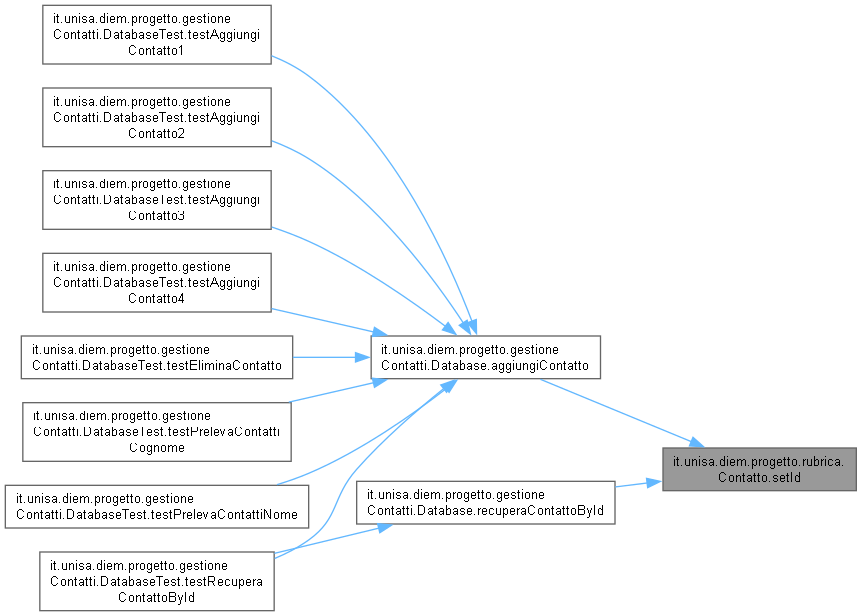 it.unisa.diem.progetto.gestione
Contatti.DatabaseTest.testAggiungi
Contatto1
it.unisa.diem.progetto.gestione
Contatti.DatabaseTest.testAggiungi
Contatto2
it.unisa.diem.progetto.gestione
Contatti.DatabaseTest.testAggiungi
Contatto3
it.unisa.diem.progetto.gestione
Contatti.DatabaseTest.testAggiungi
Contatto4
it.unisa.diem.progetto.gestione
Contatti.DatabaseTest.testEliminaContatto
it.unisa.diem.progetto.gestione
Contatti.Database.aggiungiContatto
it.unisa.diem.progetto.gestione
Contatti.DatabaseTest.testPrelevaContatti
Cognome
it.unisa.diem.progetto.rubrica.
Contatto.setId
it.unisa.diem.progetto.gestione
Contatti.DatabaseTest.testPrelevaContattiNome
it.unisa.diem.progetto.gestione
Contatti.Database.recuperaContattoById
it.unisa.diem.progetto.gestione
Contatti.DatabaseTest.testRecupera
ContattoById